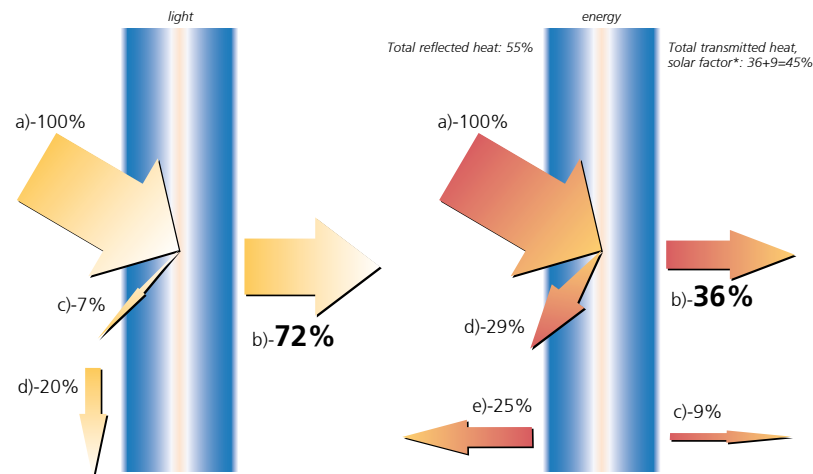 light
a)-100%
c)-7%
b)-72%
d)-20%
energy
Total reflected heat: 55%
Total transmitted heat,
solar factor*: 36+9=45%
a)-100%
b)-36%
d)-29%
e)-25%
c)-9%